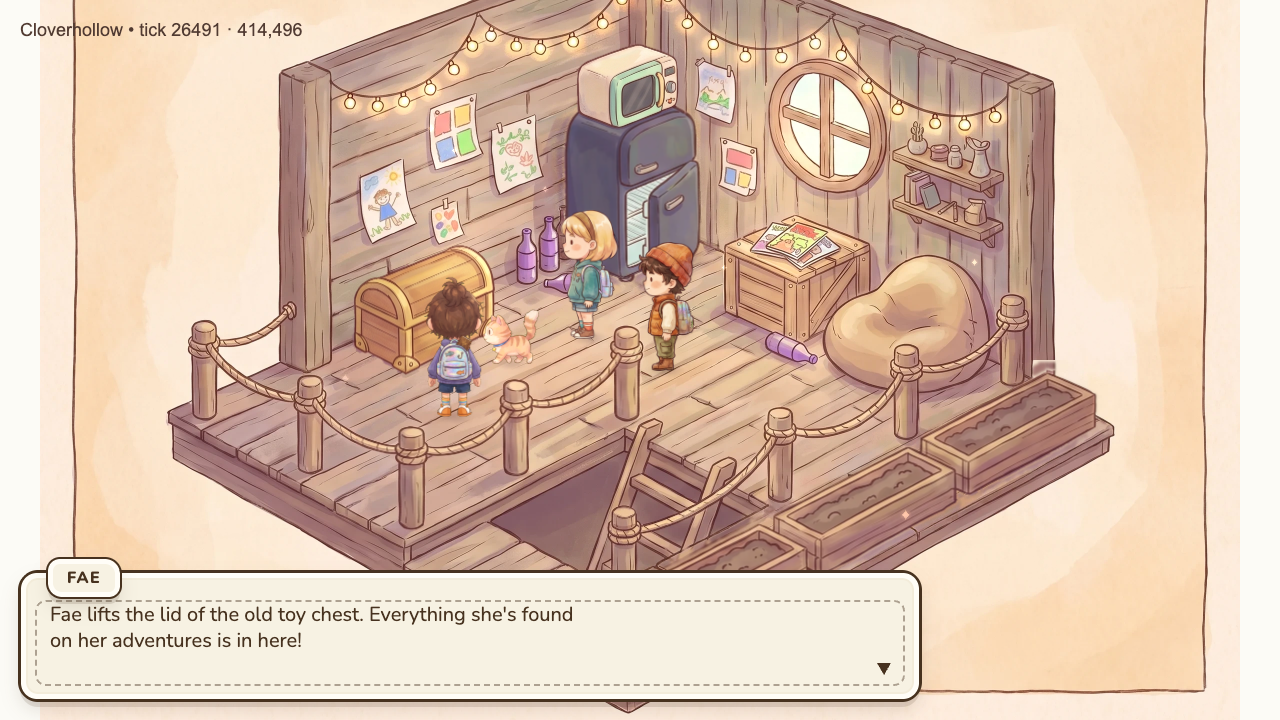 Cloverhollow • tick 26491 · 414,496
FAE
Fae lifts the lid of the old toy chest. Everything she's found
on her adventures is in here!